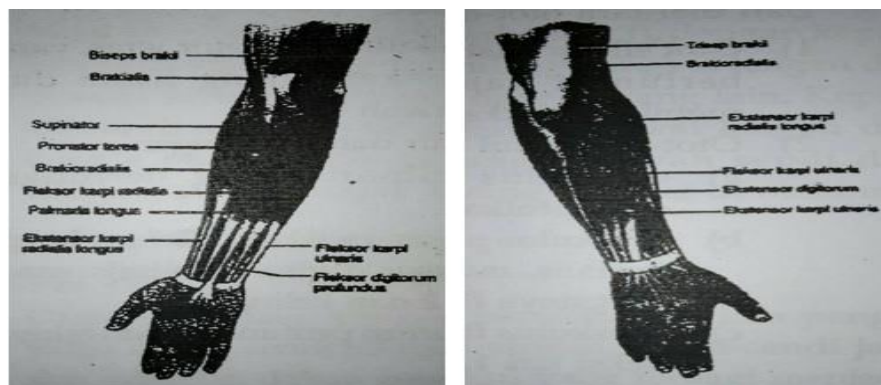 Biseps brakii
Brakialis
Supinator
Pronator teres
Brakioradialis
Fleksor karpi radialis
Palmaris longus
Ekstensor karpi
radialis longus
Fleksor karpi
ulnaris
Fleksor digitorum
profundus
Trisep brakii
Brakioradialis
Ekstensor karpi
radialis longus
Fleksor karpi ulnaris
Ekstensor digitorum
Ekstensor karpi ulnaris